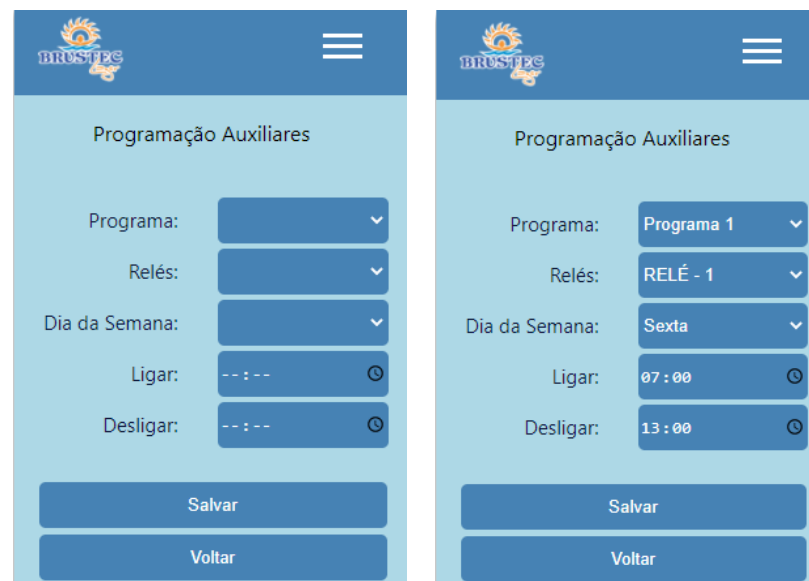 BRUSTEC
Programação Auxiliares
Programa:
Relés:
Dia da Semana:
Ligar: --:--
Desligar: --:--
Salvar
Voltar
BRUSTEC
Programação Auxiliares
Programa: Programa 1
Relés: RELÉ - 1
Dia da Semana: Sexta
Ligar: 07:00
Desligar: 13:00
Salvar
Voltar